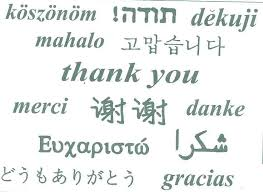 köszönöm !תודה děkuji
mahalo 고맙습니다
thank you
merci 谢谢 danke
Ευχαριστώ شكرا
どうもありがとう gracias